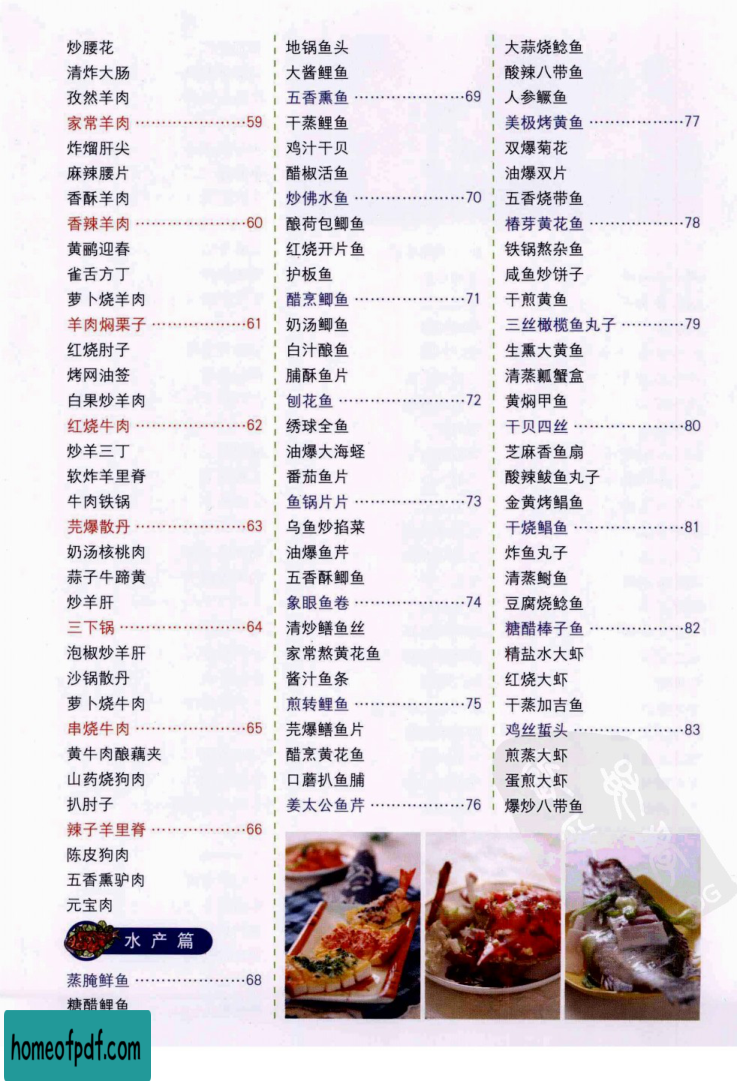 炒腰花
清炸大肠
孜然羊肉
家常羊肉 ····················59
炸熘肝尖
麻辣腰片
香酥羊肉
香辣羊肉 ····················60
黄鹂迎春
雀舌方丁
萝卜烧羊肉
羊肉焖栗子 ·················61
红烧肘子
烤网油签
白果炒羊肉
红烧牛肉 ····················62
炒羊三丁
软炸羊里脊
牛肉铁锅
芫爆散丹 ····················63
奶汤核桃肉
蒜子牛蹄黄
炒羊肝
三下锅 ·······················64
泡椒炒羊肝
沙锅散丹
萝卜烧牛肉
串烧牛肉 ····················65
黄牛肉酿藕夹
山药烧狗肉
扒肘子
辣子羊里脊 ·················66
陈皮狗肉
五香熏驴肉
元宝肉
水产篇
蒸腌鲜鱼 ····················68
糖醋鲤鱼
地锅鱼头
大酱鲤鱼
五香熏鱼 ····················69
干蒸鲤鱼
鸡汁干贝
醋椒活鱼
炒佛水鱼 ····················70
酿荷包鲫鱼
红烧开片鱼
护板鱼
醋烹鲫鱼 ····················71
奶汤鲫鱼
白汁酿鱼
脯酥鱼片
刨花鱼 ·······················72
绣球全鱼
油爆大海蛏
番茄鱼片
鱼锅片片 ····················73
乌鱼炒掐菜
油爆鱼芹
五香酥鲫鱼
象眼鱼卷 ····················74
清炒鳝鱼丝
家常熬黄花鱼
酱汁鱼条
煎转鲤鱼 ····················75
芫爆鳝鱼片
醋烹黄花鱼
口蘑扒鱼脯
姜太公鱼芹 ·················76
大蒜烧鲶鱼
酸辣八带鱼
人参鳜鱼
美极烤黄鱼 ·················77
双爆菊花
油爆双片
五香烧带鱼
椿芽黄花鱼 ·················78
铁锅熬杂鱼
咸鱼炒饼子
干煎黄鱼
三丝橄榄鱼丸子 ···········79
生熏大黄鱼
清蒸瓤蟹盒
黄焖甲鱼
干贝四丝 ····················80
芝麻香鱼扇
酸辣鲅鱼丸子
金黄烤鲳鱼
干烧鲳鱼 ····················81
炸鱼丸子
清蒸鲥鱼
豆腐烧鲶鱼
糖醋棒子鱼 ·················82
精盐水大虾
红烧大虾
干蒸加吉鱼
鸡丝蜇头 ····················83
煎蒸大虾
蛋煎大虾
爆炒八带鱼
homeofpdf.com